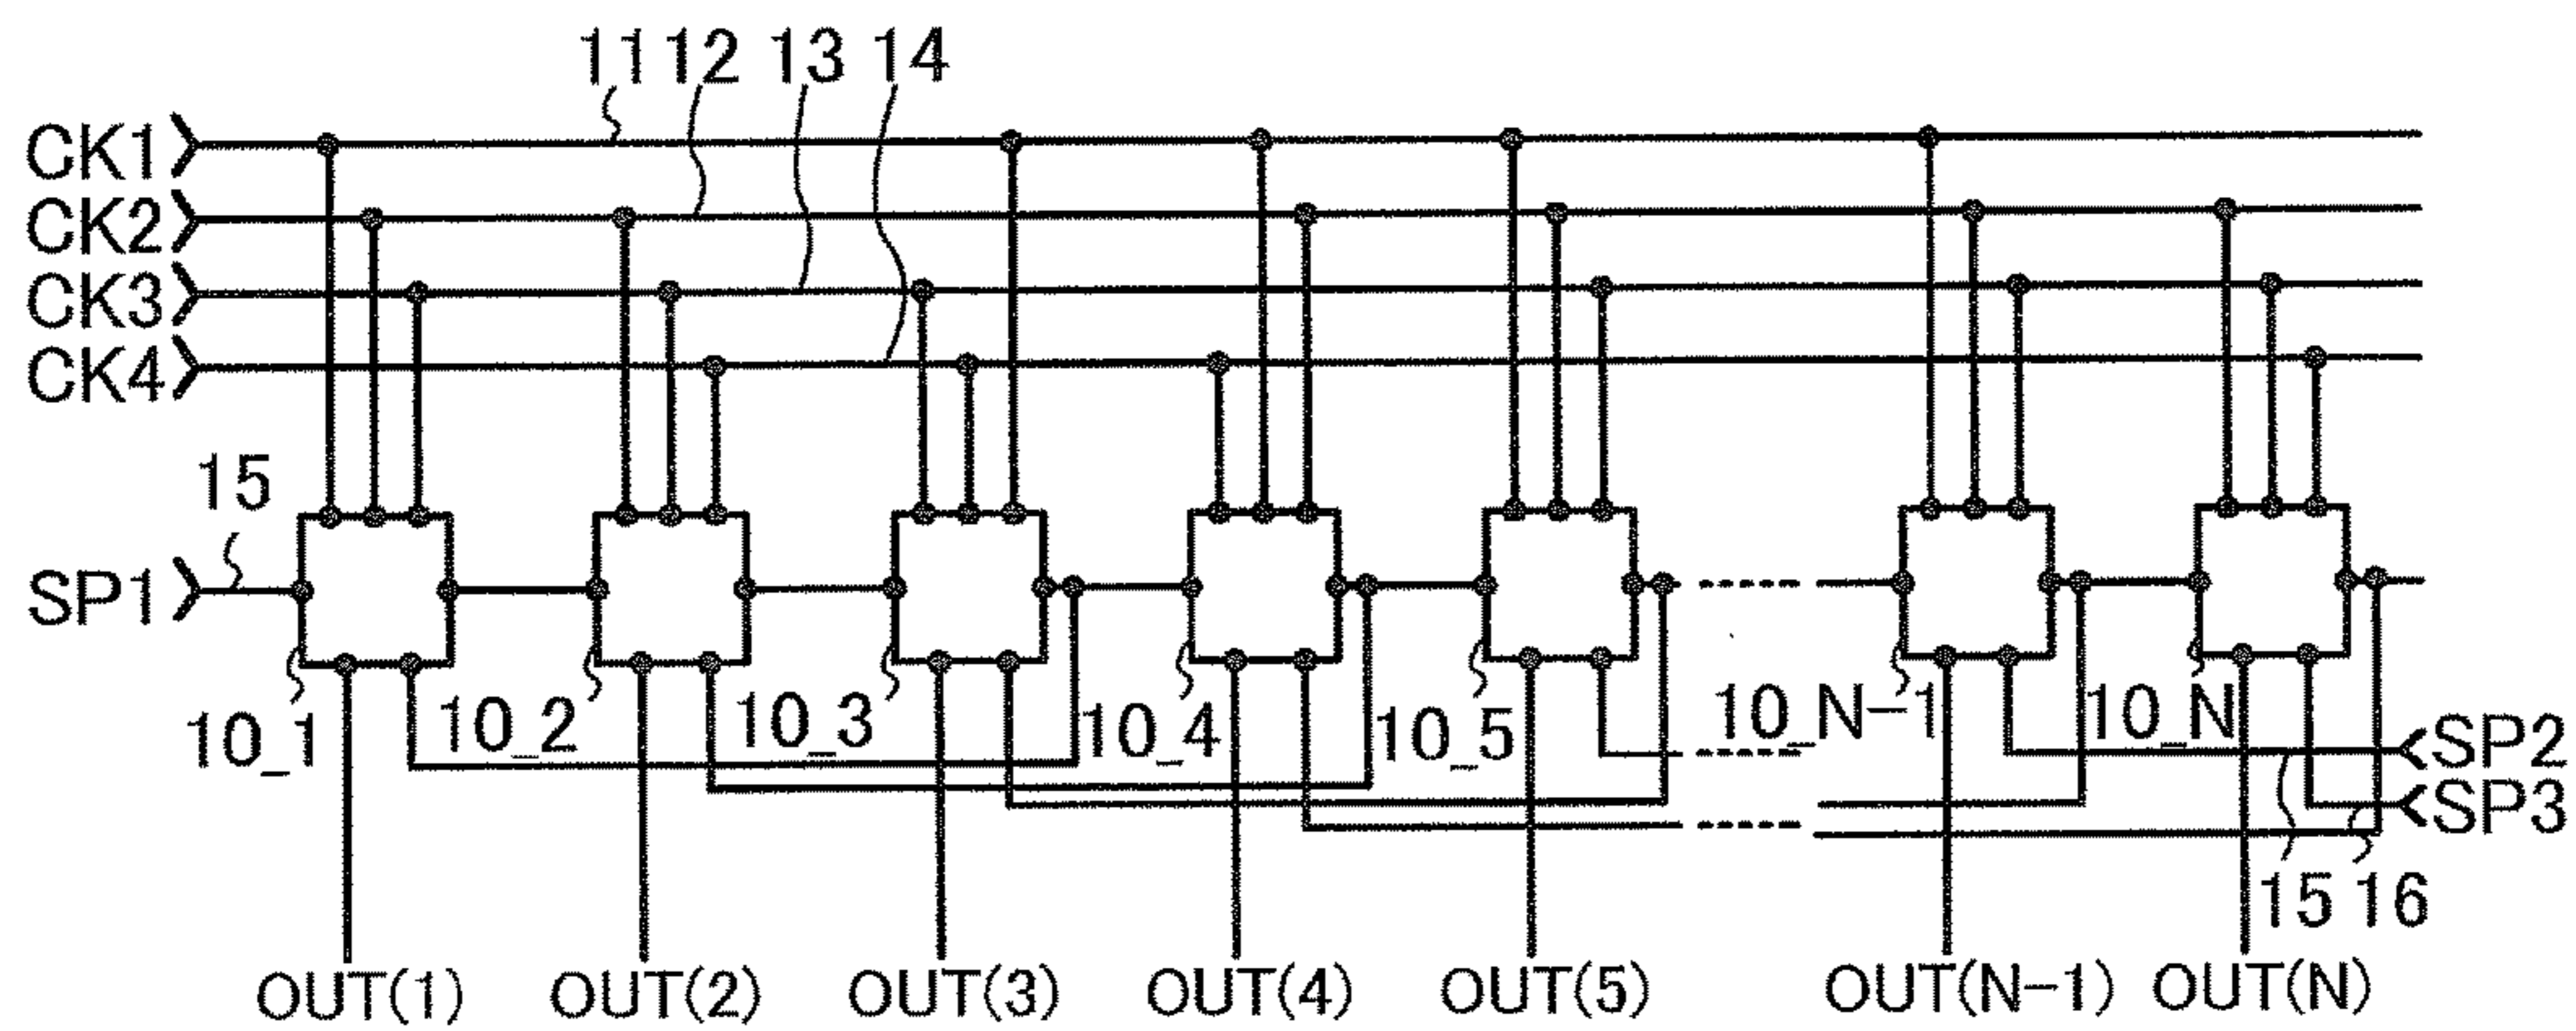 11 12 13 14
CK1
CK2
CK3
CK4
15
SP1
10_1 10_2 10_3 10_4 10_5 10_N-1 10_N
SP2
SP3
15 16
OUT(1) OUT(2) OUT(3) OUT(4) OUT(5) OUT(N-1) OUT(N)